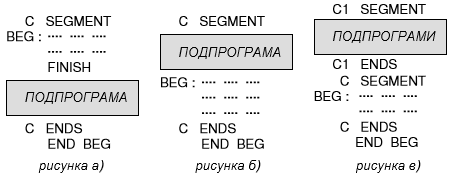 C SEGMENT
BEG : .... .... ....
.... .... ....
FINISH
ПОДПРОГРАМА
C ENDS
END BEG
рисунка а)
C SEGMENT
ПОДПРОГРАМА
BEG : .... .... ....
.... .... ....
.... .... ....
C ENDS
END BEG
рисунка б)
C1 SEGMENT
ПОДПРОГРАМИ
C1 ENDS
C SEGMENT
BEG : .... .... ....
.... .... ....
C ENDS
END BEG
рисунка в)